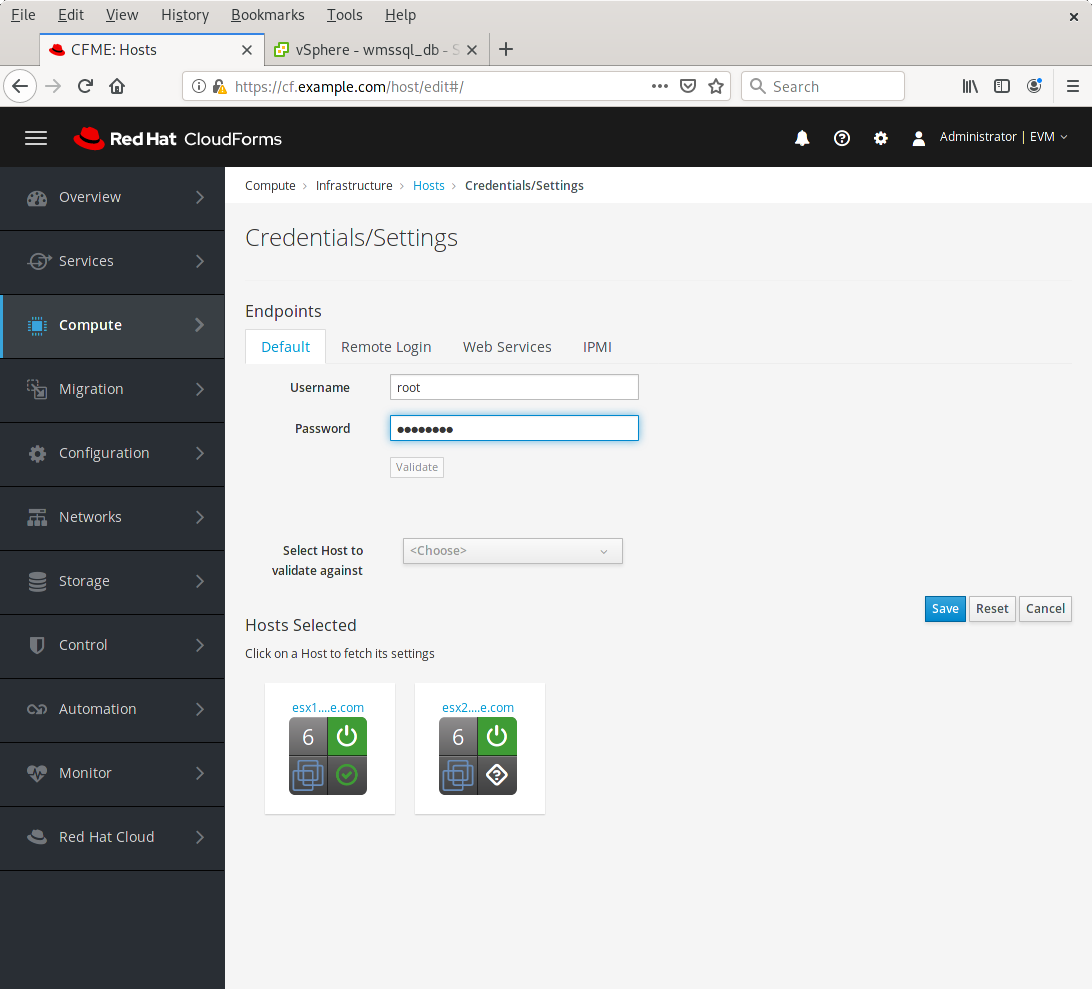 File Edit View History Bookmarks Tools Help
CFME: Hosts
vSphere - wmssql_db - S
https://cf.example.com/host/edit#/
Search
Red Hat CloudForms
Administrator | EVM
Overview
Services
Compute
Migration
Configuration
Networks
Storage
Control
Automation
Monitor
Red Hat Cloud
Compute Infrastructure Hosts Credentials/Settings
Credentials/Settings
Endpoints
Default Remote Login Web Services IPMI
Username root
Password ●●●●●●●●
Validate
Select Host to
validate against
<Choose>
Save Reset Cancel
Hosts Selected
Click on a Host to fetch its settings
esx1....e.com esx2....e.com
6 6